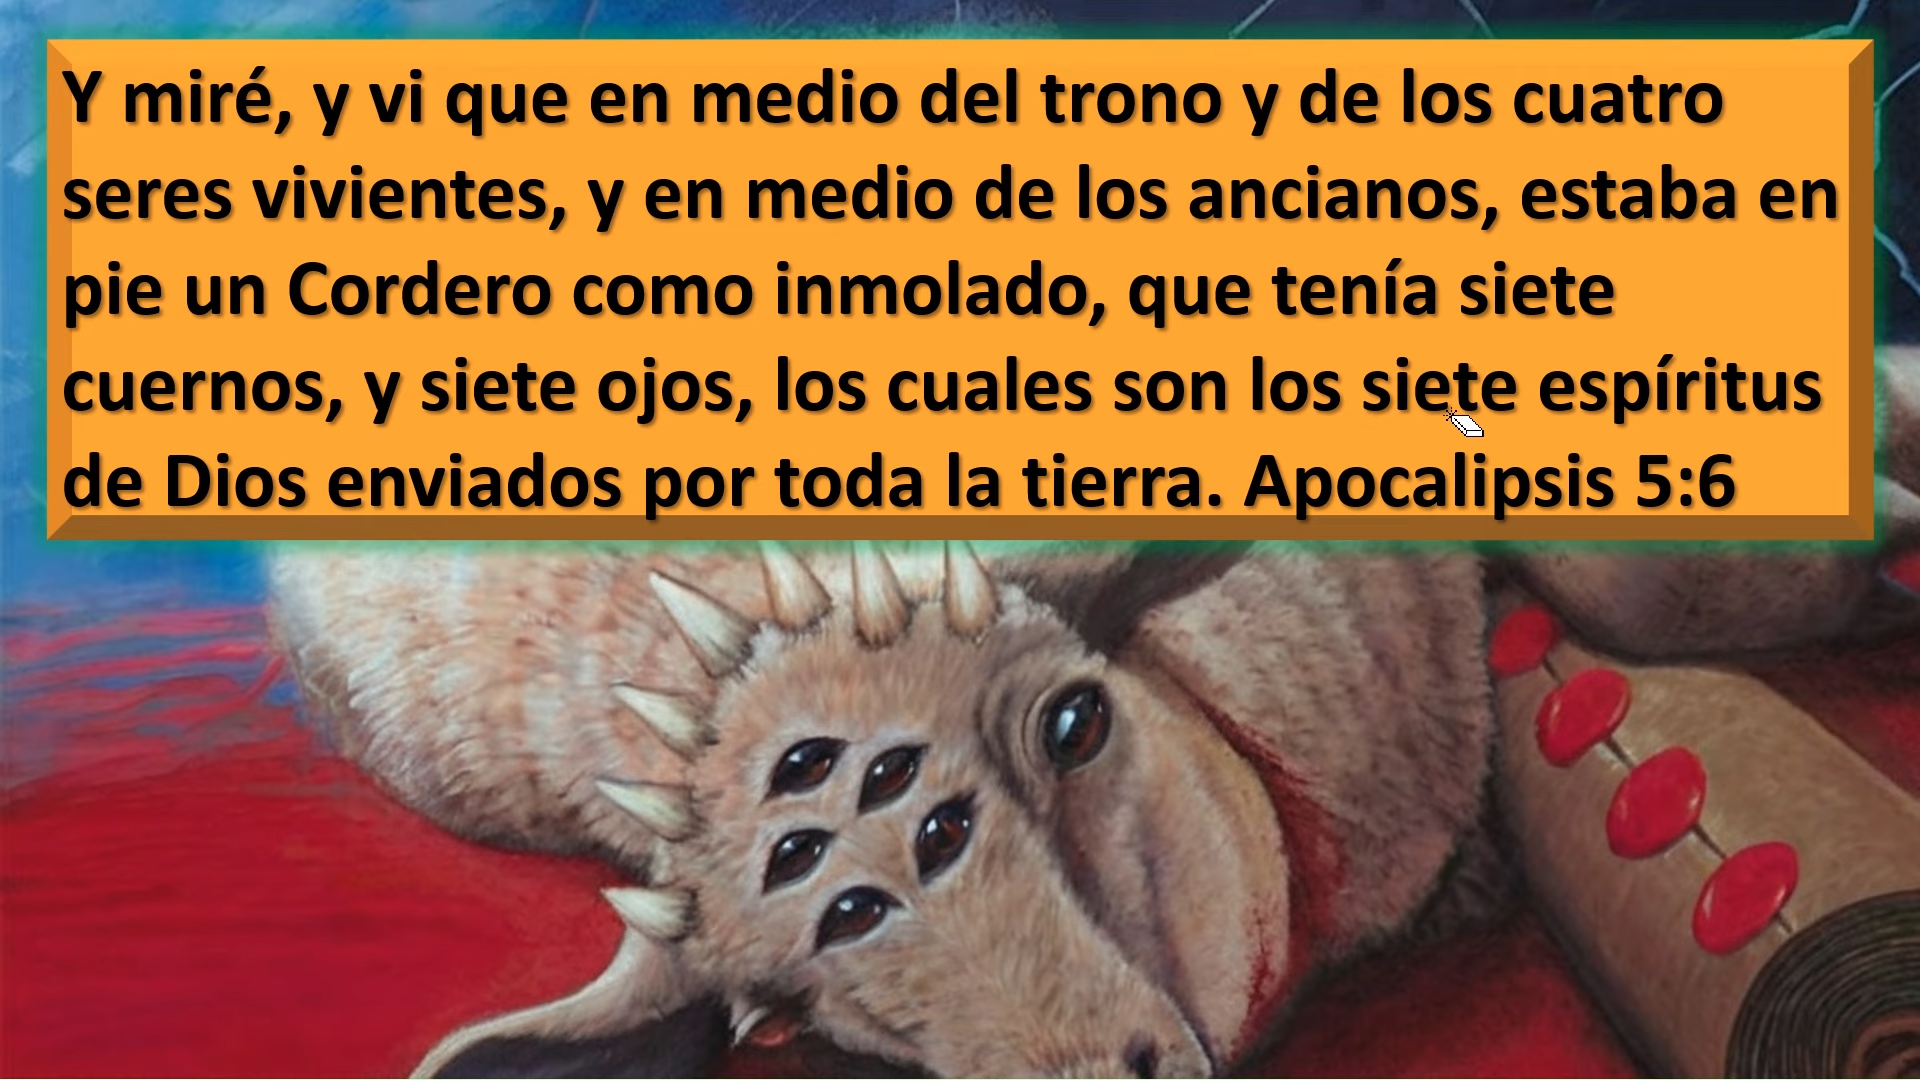 Y miré, y vi que en medio del trono y de los cuatro
seres vivientes, y en medio de los ancianos, estaba en
pie un Cordero como inmolado, que tenía siete
cuernos, y siete ojos, los cuales son los siete espíritus
de Dios enviados por toda la tierra. Apocalipsis 5:6